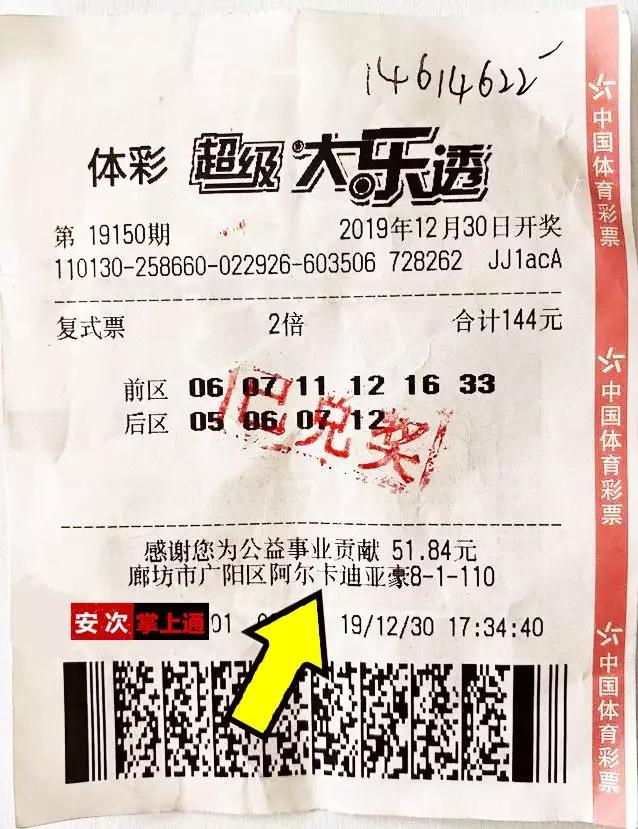 14614622
体彩 超级大乐透
第 19150期 2019年12月30日开奖
110130-258660-022926-603506 728262 JJ1acA
复式票 2倍 合计144元
前区 06 07 11 12 16 33
后区 05 06 07 12
已兑奖
感谢您为公益事业贡献 51.84元
廊坊市广阳区阿尔卡迪亚豪8-1-110
安次 掌上通 01 19/12/30 17:34:40
中国体育彩票
中国体育彩票
中国体育彩票